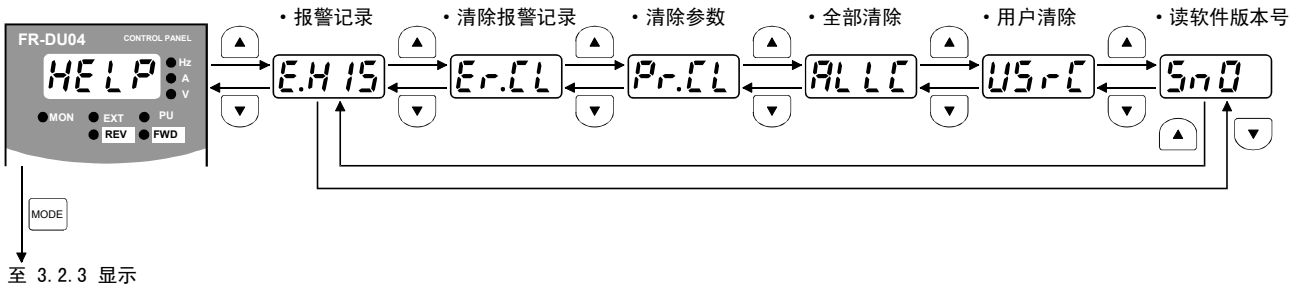 ・报警记录
・清除报警记录
・清除参数
・全部清除
・用户清除
・读软件版本号
FR-DU04
CONTROL PANEL
HELP
Hz
A
V
MON
EXT
PU
REV
FWD
E.HIS
Er.CL
Pr.CL
ALLC
USrC
Sn0
MODE
至 3.2.3 显示